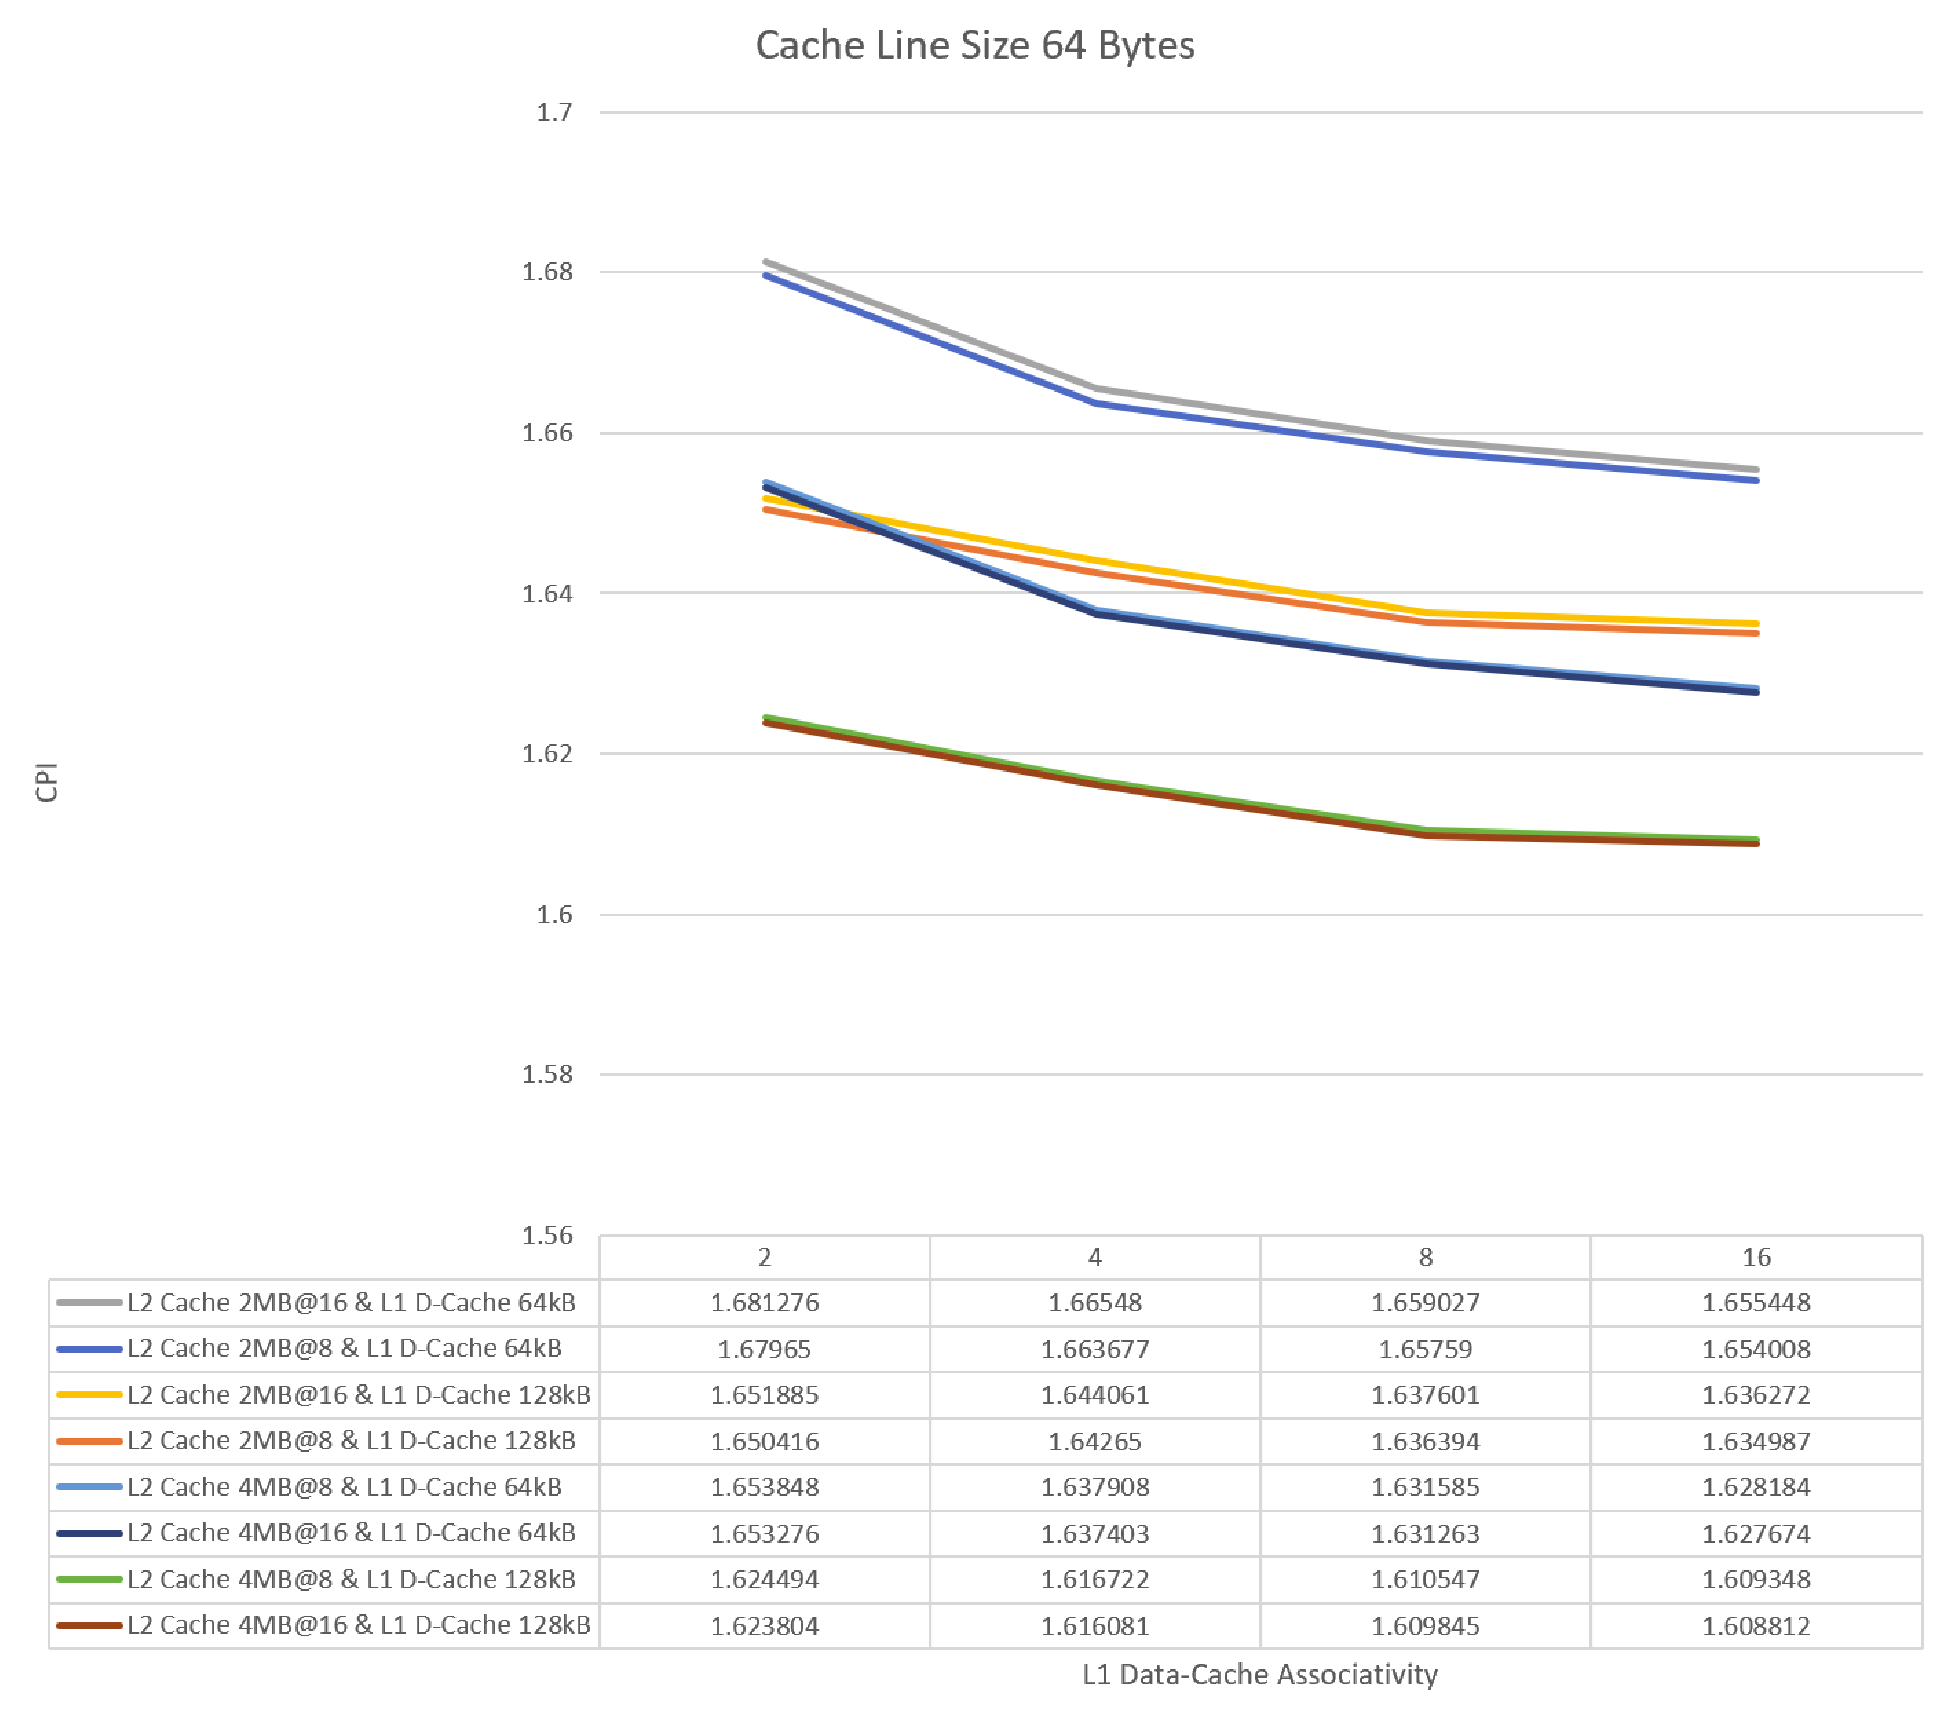 Cache Line Size 64 Bytes
1.7
1.68
1.66
1.64
1.62
1.6
1.58
1.56
CPI
2 4 8 16
L2 Cache 2MB@16 & L1 D-Cache 64kB 1.681276 1.66548 1.659027 1.655448
L2 Cache 2MB@8 & L1 D-Cache 64kB 1.67965 1.663677 1.65759 1.654008
L2 Cache 2MB@16 & L1 D-Cache 128kB 1.651885 1.644061 1.637601 1.636272
L2 Cache 2MB@8 & L1 D-Cache 128kB 1.650416 1.64265 1.636394 1.634987
L2 Cache 4MB@8 & L1 D-Cache 64kB 1.653848 1.637908 1.631585 1.628184
L2 Cache 4MB@16 & L1 D-Cache 64kB 1.653276 1.637403 1.631263 1.627674
L2 Cache 4MB@8 & L1 D-Cache 128kB 1.624494 1.616722 1.610547 1.609348
L2 Cache 4MB@16 & L1 D-Cache 128kB 1.623804 1.616081 1.609845 1.608812
L1 Data-Cache Associativity